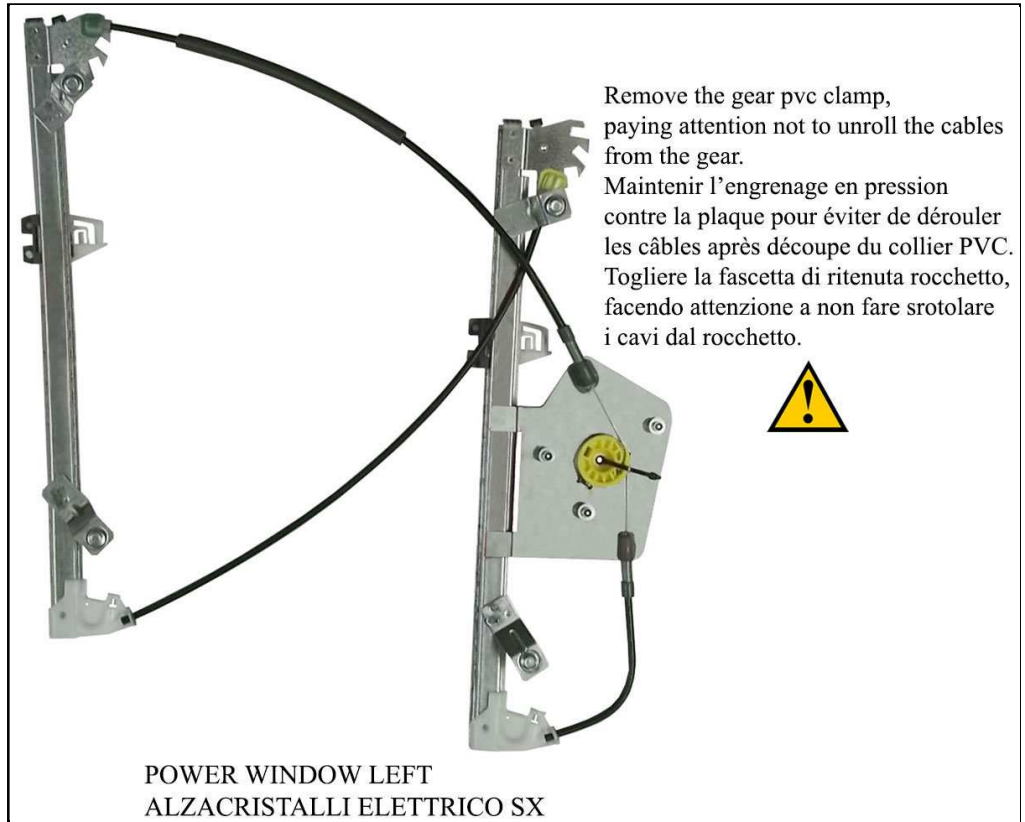 Remove the gear pvc clamp,
paying attention not to unroll the cables
from the gear.
Maintenir l’engrenage en pression
contre la plaque pour éviter de dérouler
les câbles après découpe du collier PVC.
Togliere la fascetta di ritenuta rocchetto,
facendo attenzione a non fare srotolare
i cavi dal rocchetto.
POWER WINDOW LEFT
ALZACRISTALLI ELETTRICO SX